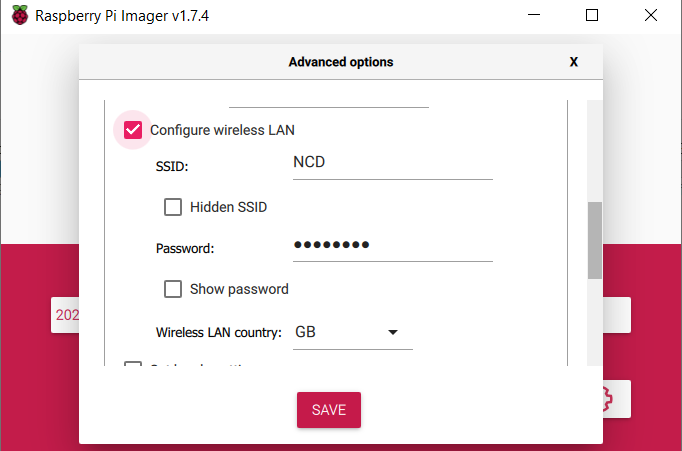 Raspberry Pi Imager v1.7.4
Advanced options X
Configure wireless LAN
SSID: NCD
Hidden SSID
Password: ••••••••
Show password
Wireless LAN country: GB
202
SAVE